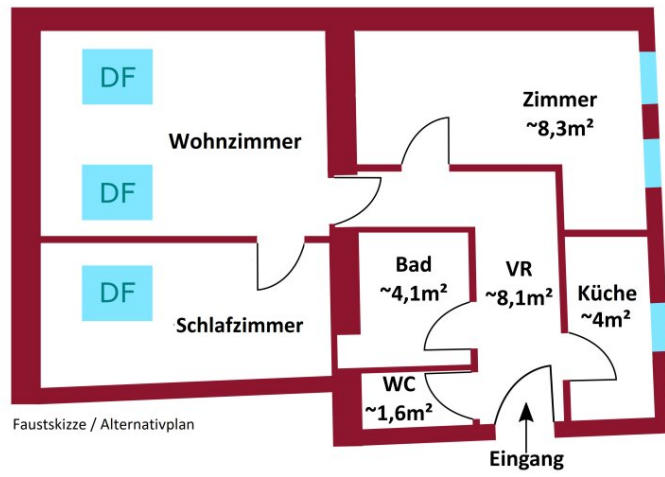 DF
Wohnzimmer
DF
DF
Schlafzimmer
Zimmer
~8,3m²
Bad
~4,1m²
VR
~8,1m²
Küche
~4m²
WC
~1,6m²
Faustskizze / Alternativplan
Eingang